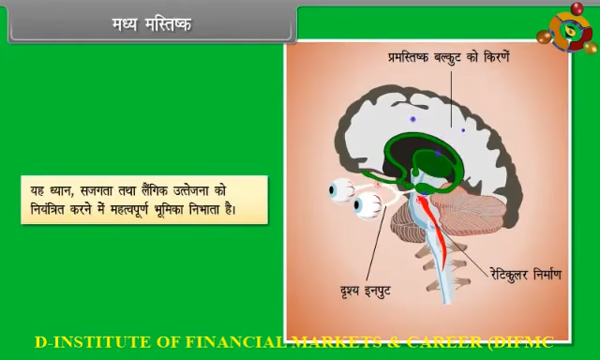 मध्य मस्तिष्क
प्रमस्तिष्क बल्कुट को किरणें
यह ध्यान, सजगता तथा लैंगिक उत्तेजना को
नियंत्रित करने में महत्वपूर्ण भूमिका निभाता है।
रेटिकुलर निर्माण
दृश्य इनपुट
D-INSTITUTE OF FINANCIAL MARKETS & CAREER (DIFMC